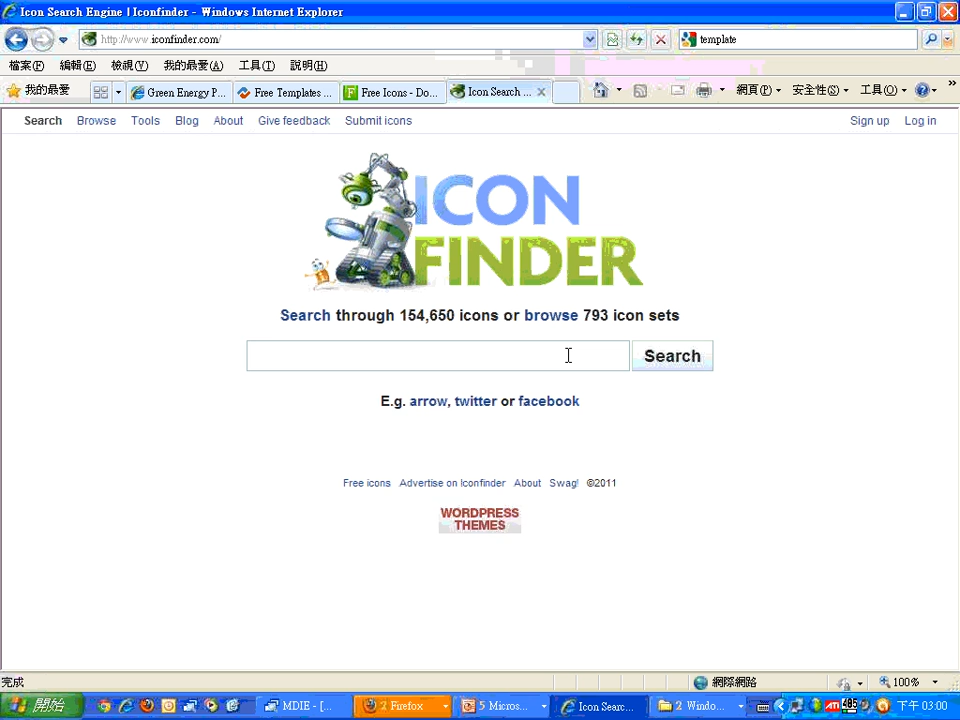 Icon Search Engine | Iconfinder - Windows Internet Explorer
http://www.iconfinder.com/
template
檔案(F) 編輯(E) 檢視(V) 我的最愛(A) 工具(T) 說明(H)
我的最愛 Green Energy P... Free Templates ... Free Icons - Do... Icon Search ... 網頁(P) 安全性(S) 工具(O) »
Search Browse Tools Blog About Give feedback Submit icons Sign up Log in
ICON
FINDER
Search through 154,650 icons or browse 793 icon sets
Search
E.g. arrow, twitter or facebook
Free icons Advertise on Iconfinder About Swag! ©2011
WORDPRESS
THEMES
完成 網際網路 100%
開始 MDIE - [... 2 Firefox 5 Micros... Icon Searc... 2 Windo... 下午 03:00